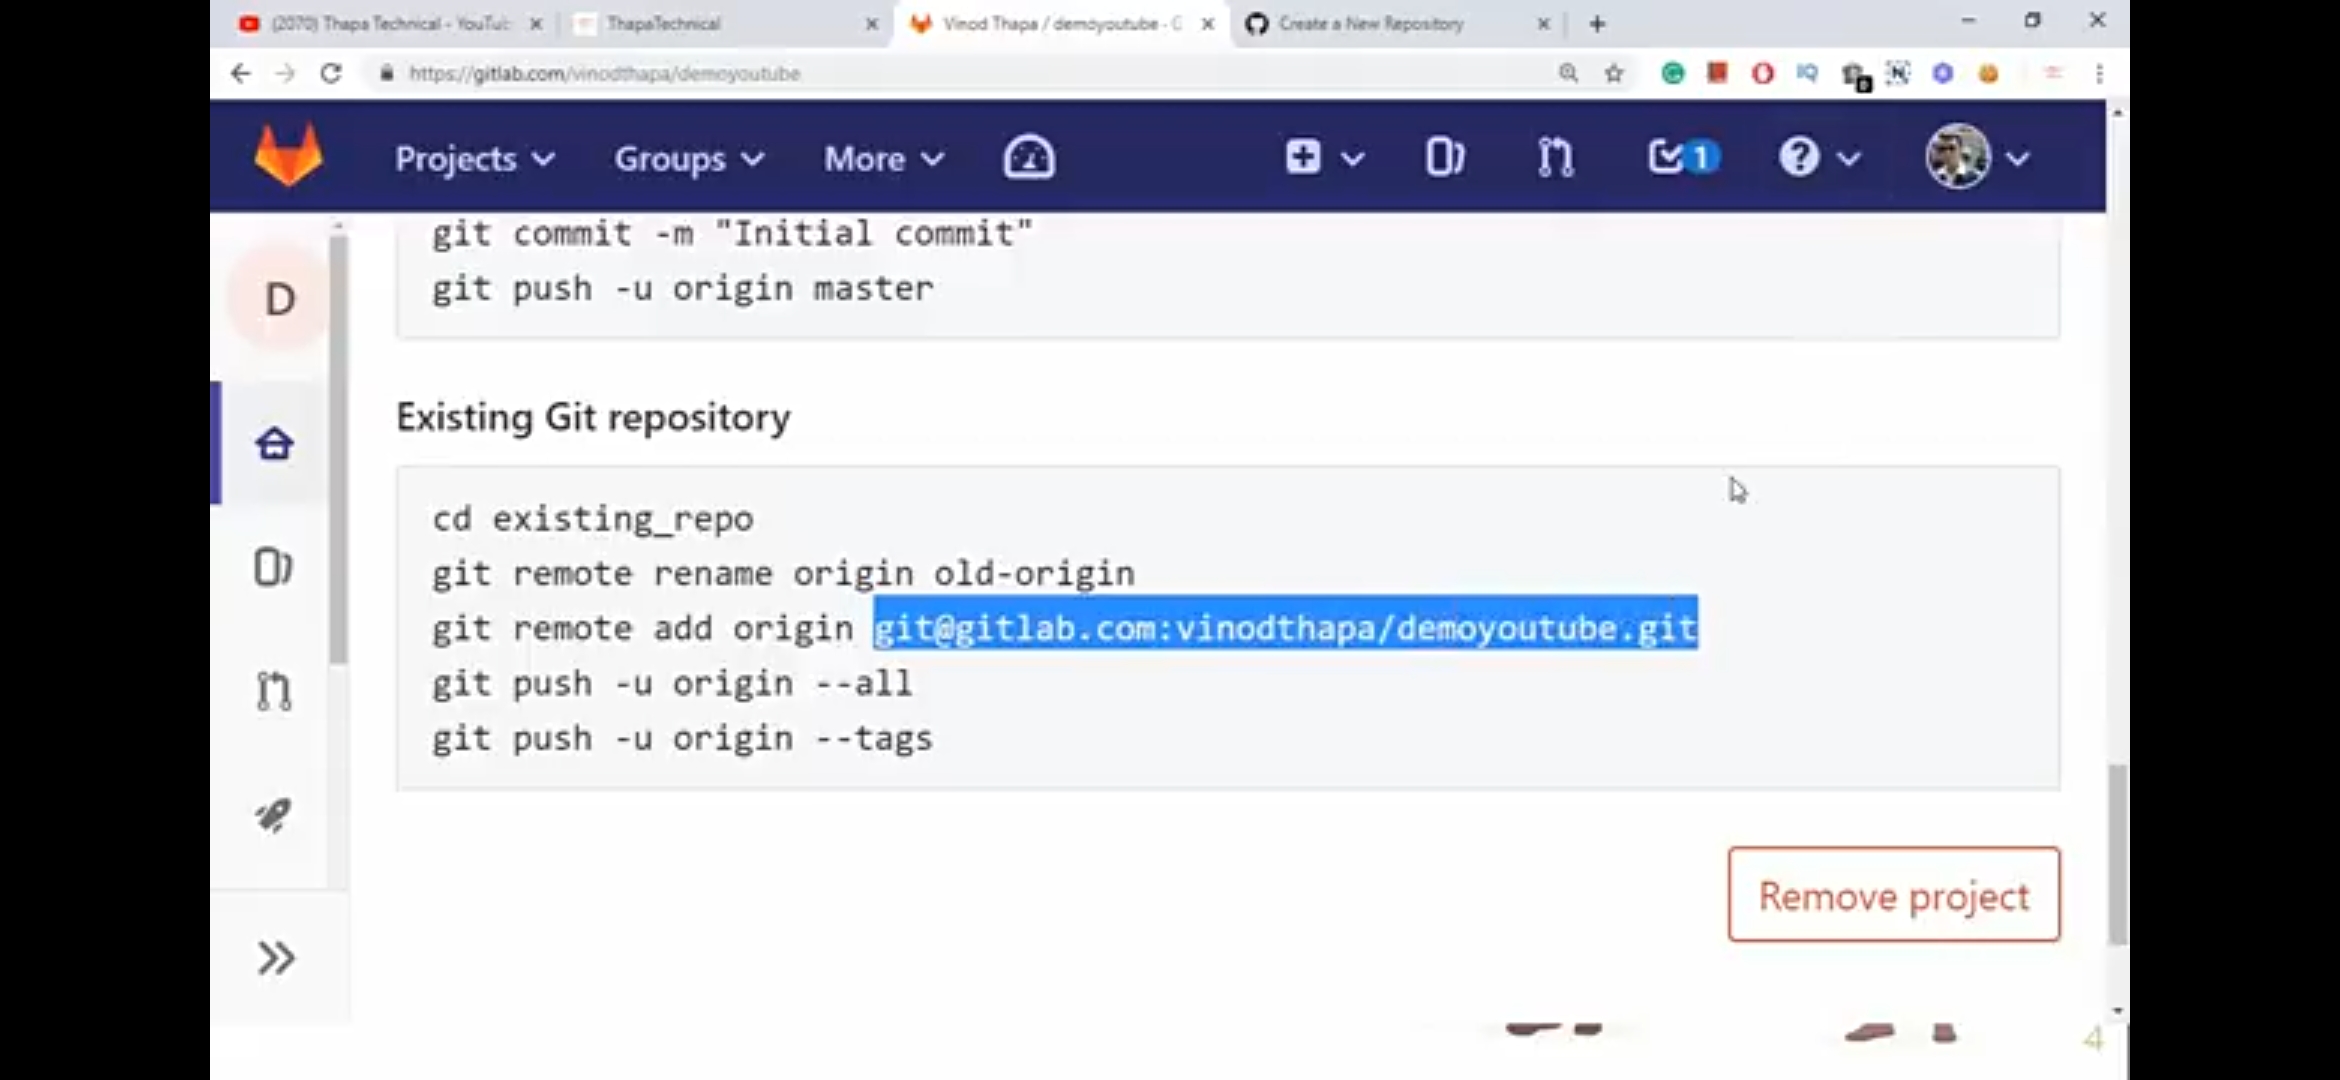 (2070) Thapa Technical - YouTub
ThapaTechnical
Vinod Thapa / demoyoutube - G
Create a New Repository
https://gitlab.com/vinodthapa/demoyoutube
Projects
Groups
More
1
git commit -m "Initial commit"
git push -u origin master
D
Existing Git repository
cd existing_repo
git remote rename origin old-origin
git remote add origin git@gitlab.com:vinodthapa/demoyoutube.git
git push -u origin --all
git push -u origin --tags
Remove project
4